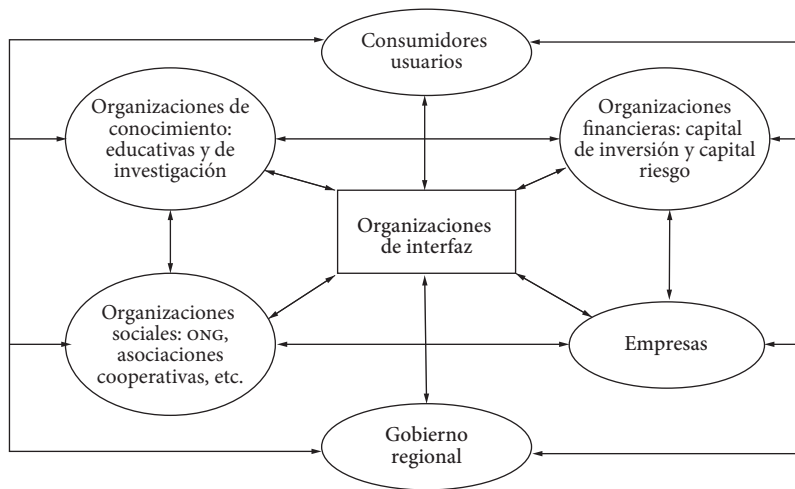 Consumidores
usuarios
Organizaciones de
conocimiento:
educativas y de
investigación
Organizaciones
financieras: capital
de inversión y capital
riesgo
Organizaciones
de interfaz
Organizaciones
sociales: ONG,
asociaciones
cooperativas, etc.
Empresas
Gobierno
regional